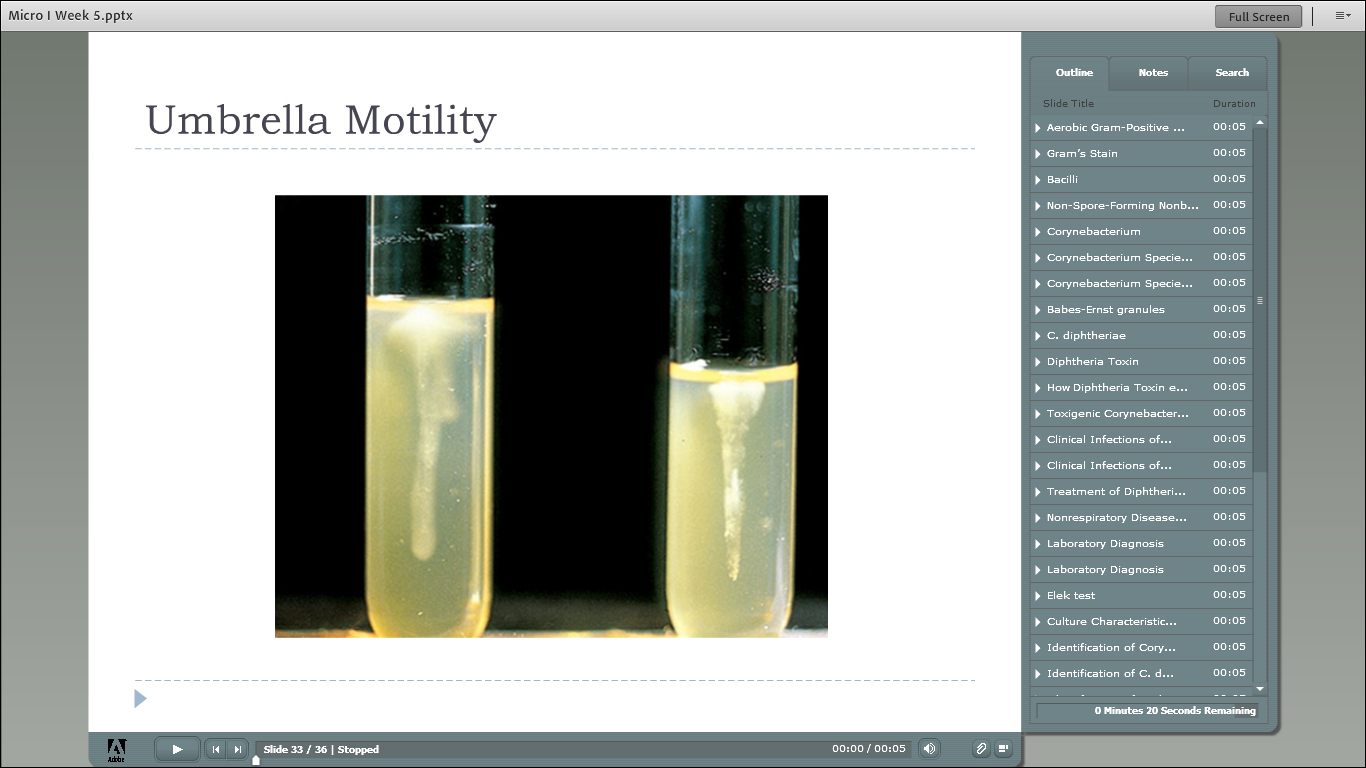 Micro I Week 5.pptx
Full Screen
Umbrella Motility
Outline Notes Search
Slide Title Duration
Aerobic Gram-Positive ... 00:05
Gram's Stain 00:05
Bacilli 00:05
Non-Spore-Forming Nonb... 00:05
Corynebacterium 00:05
Corynebacterium Specie... 00:05
Corynebacterium Specie... 00:05
Babes-Ernst granules 00:05
C. diphtheriae 00:05
Diphtheria Toxin 00:05
How Diphtheria Toxin e... 00:05
Toxigenic Corynebacter... 00:05
Clinical Infections of... 00:05
Clinical Infections of... 00:05
Treatment of Diphtheri... 00:05
Nonrespiratory Disease... 00:05
Laboratory Diagnosis 00:05
Laboratory Diagnosis 00:05
Elek test 00:05
Culture Characteristic... 00:05
Identification of Cory... 00:05
Identification of C. d... 00:05
0 Minutes 20 Seconds Remaining
Adobe
Slide 33 / 36 | Stopped
00:00 / 00:05